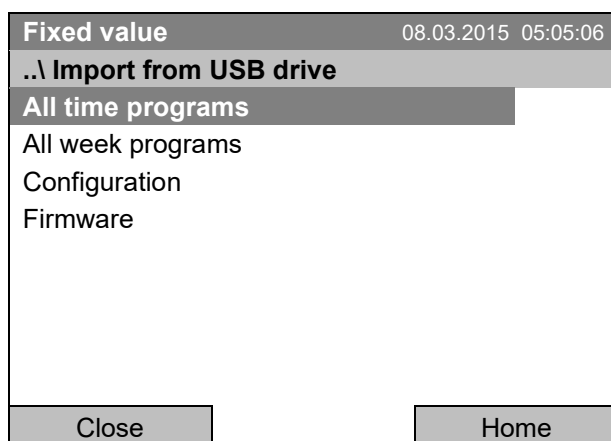 Fixed value 08.03.2015 05:05:06
..\ Import from USB drive
All time programs
All week programs
Configuration
Firmware
Close Home